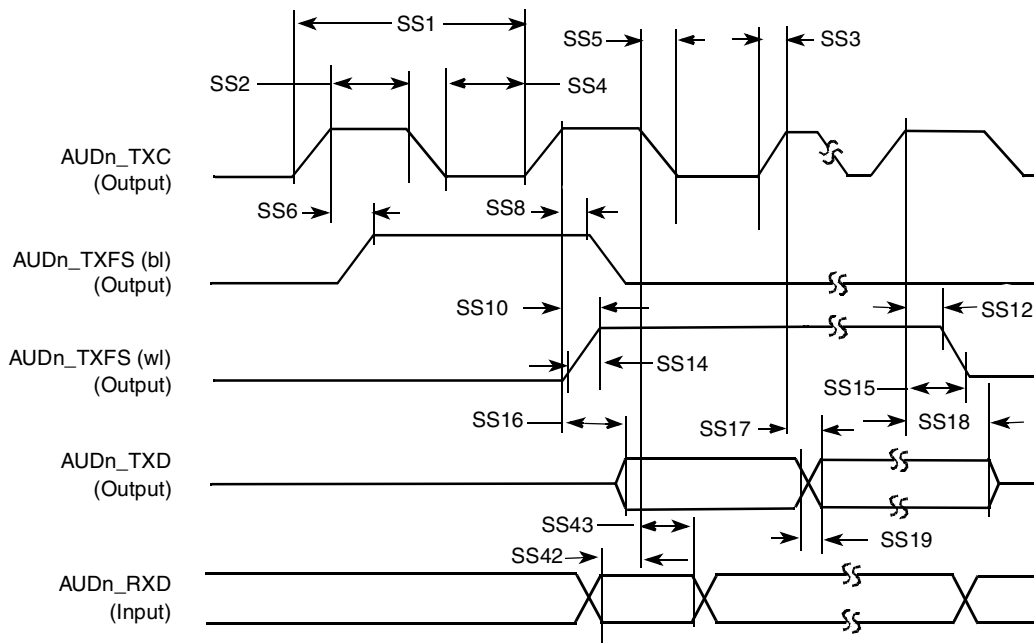 SS1
SS5
SS3
SS2
SS4
AUDn_TXC
(Output)
SS6
SS8
AUDn_TXFS (bl)
(Output)
SS10
SS12
AUDn_TXFS (wl)
(Output)
SS14
SS15
SS16
SS17
SS18
AUDn_TXD
(Output)
SS43
SS19
SS42
AUDn_RXD
(Input)